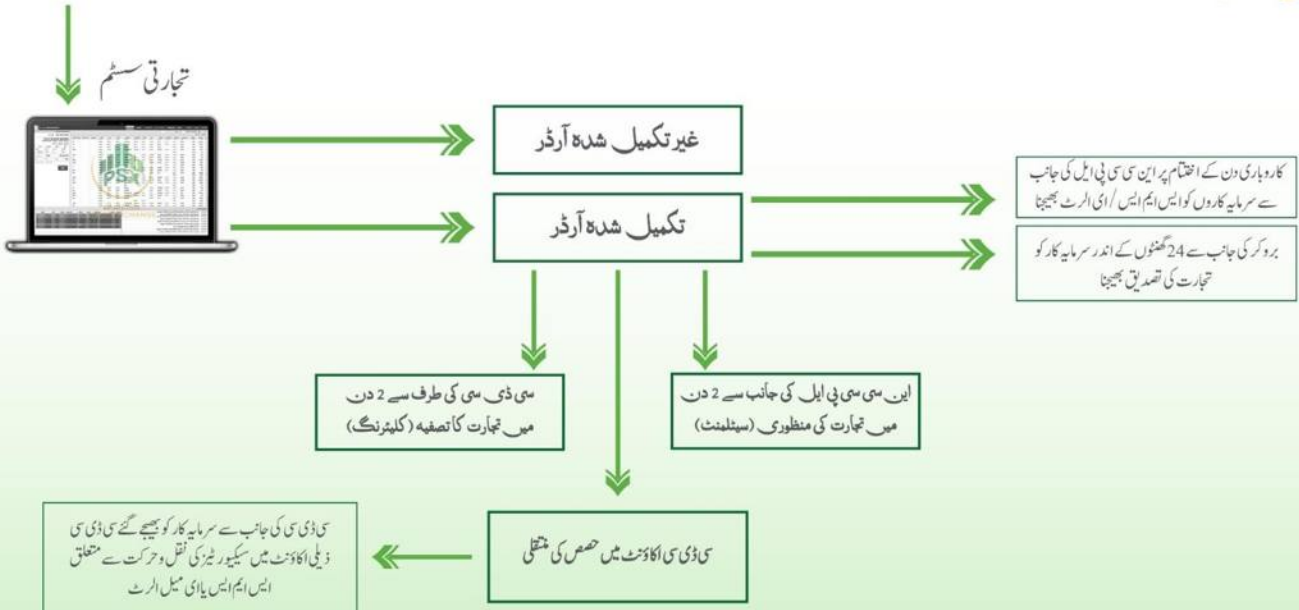 تجارتی سسٹم
PSX
غیر تکمیل شدہ آرڈر
تکمیل شدہ آرڈر
کاروباری دن کے اختتام پر این سی سی پی ایل کی جانب
سے سرمایہ کاروں کو ایس ایم ایس / ای الرٹ بھیجنا
بروکر کی جانب سے 24 گھنٹوں کے اندر سرمایہ کار کو
تجارت کی تصدیق بھیجنا
این سی سی پی ایل کی جانب سے 2 دن
میں تجارت کی منظوری (سیٹلمنٹ)
سی ڈی سی کی طرف سے 2 دن
میں تجارت کا تصفیہ (کلیئرنگ)
سی ڈی سی اکاؤنٹ میں حصص کی منتقلی
سی ڈی سی کی جانب سے سرمایہ کار کو بھیجے گئے سی ڈی سی
ذیلی اکاؤنٹ میں سیکیورٹیز کی نقل و حرکت سے متعلق
ایس ایم ایس یا ای میل الرٹ